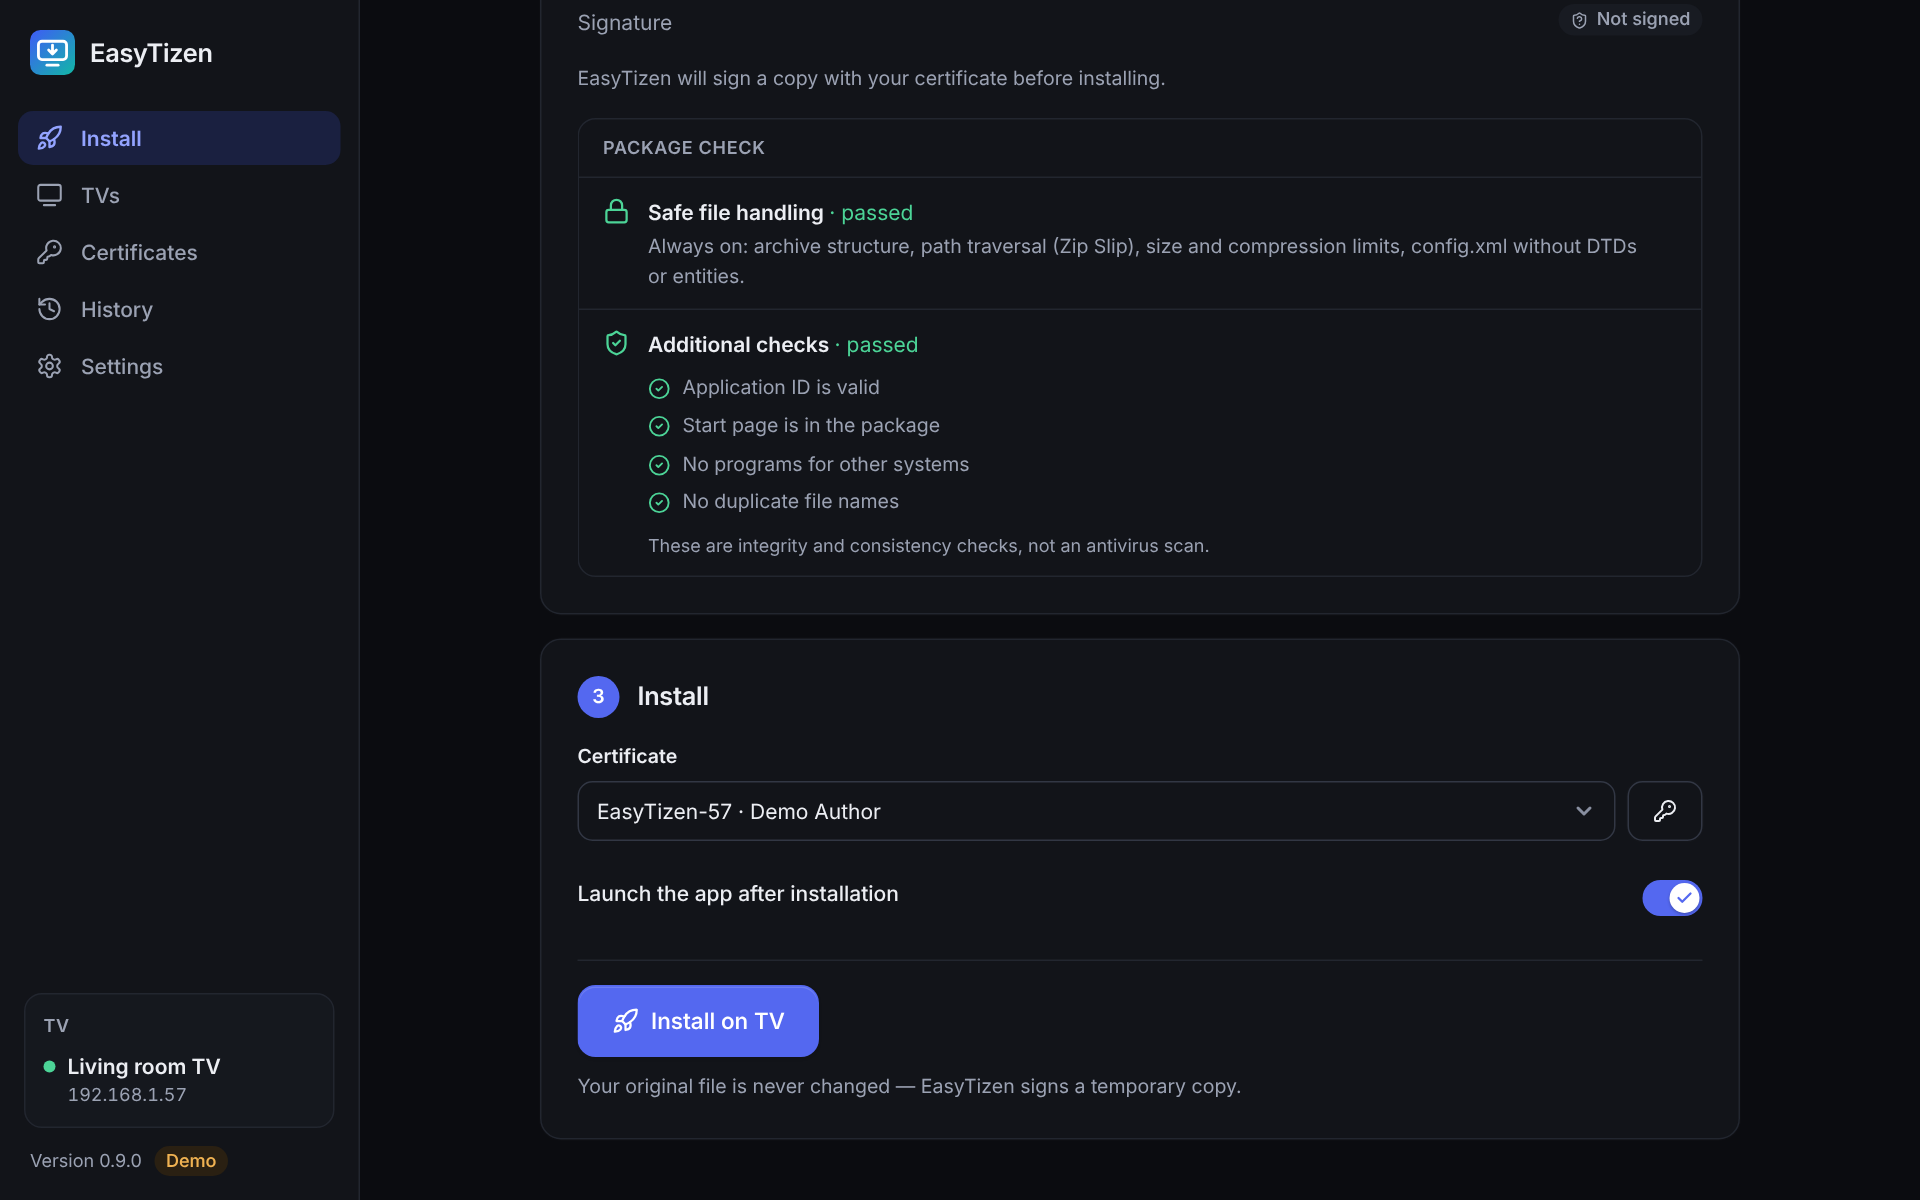 EasyTizen
Install
TVs
Certificates
History
Settings
TV
Living room TV
192.168.1.57
Version 0.9.0
Demo
Signature
Not signed
EasyTizen will sign a copy with your certificate before installing.
PACKAGE CHECK
Safe file handling · passed
Always on: archive structure, path traversal (Zip Slip), size and compression limits, config.xml without DTDs
or entities.
Additional checks · passed
Application ID is valid
Start page is in the package
No programs for other systems
No duplicate file names
These are integrity and consistency checks, not an antivirus scan.
3
Install
Certificate
EasyTizen-57 · Demo Author
Launch the app after installation
Install on TV
Your original file is never changed — EasyTizen signs a temporary copy.